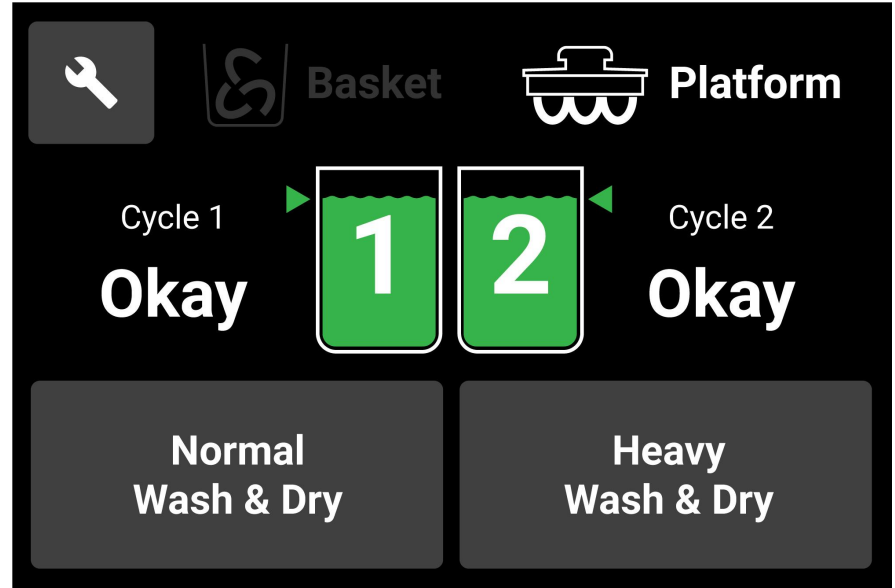 Basket
Platform
Cycle 1
1
2
Cycle 2
Okay
Okay
Normal
Wash & Dry
Heavy
Wash & Dry